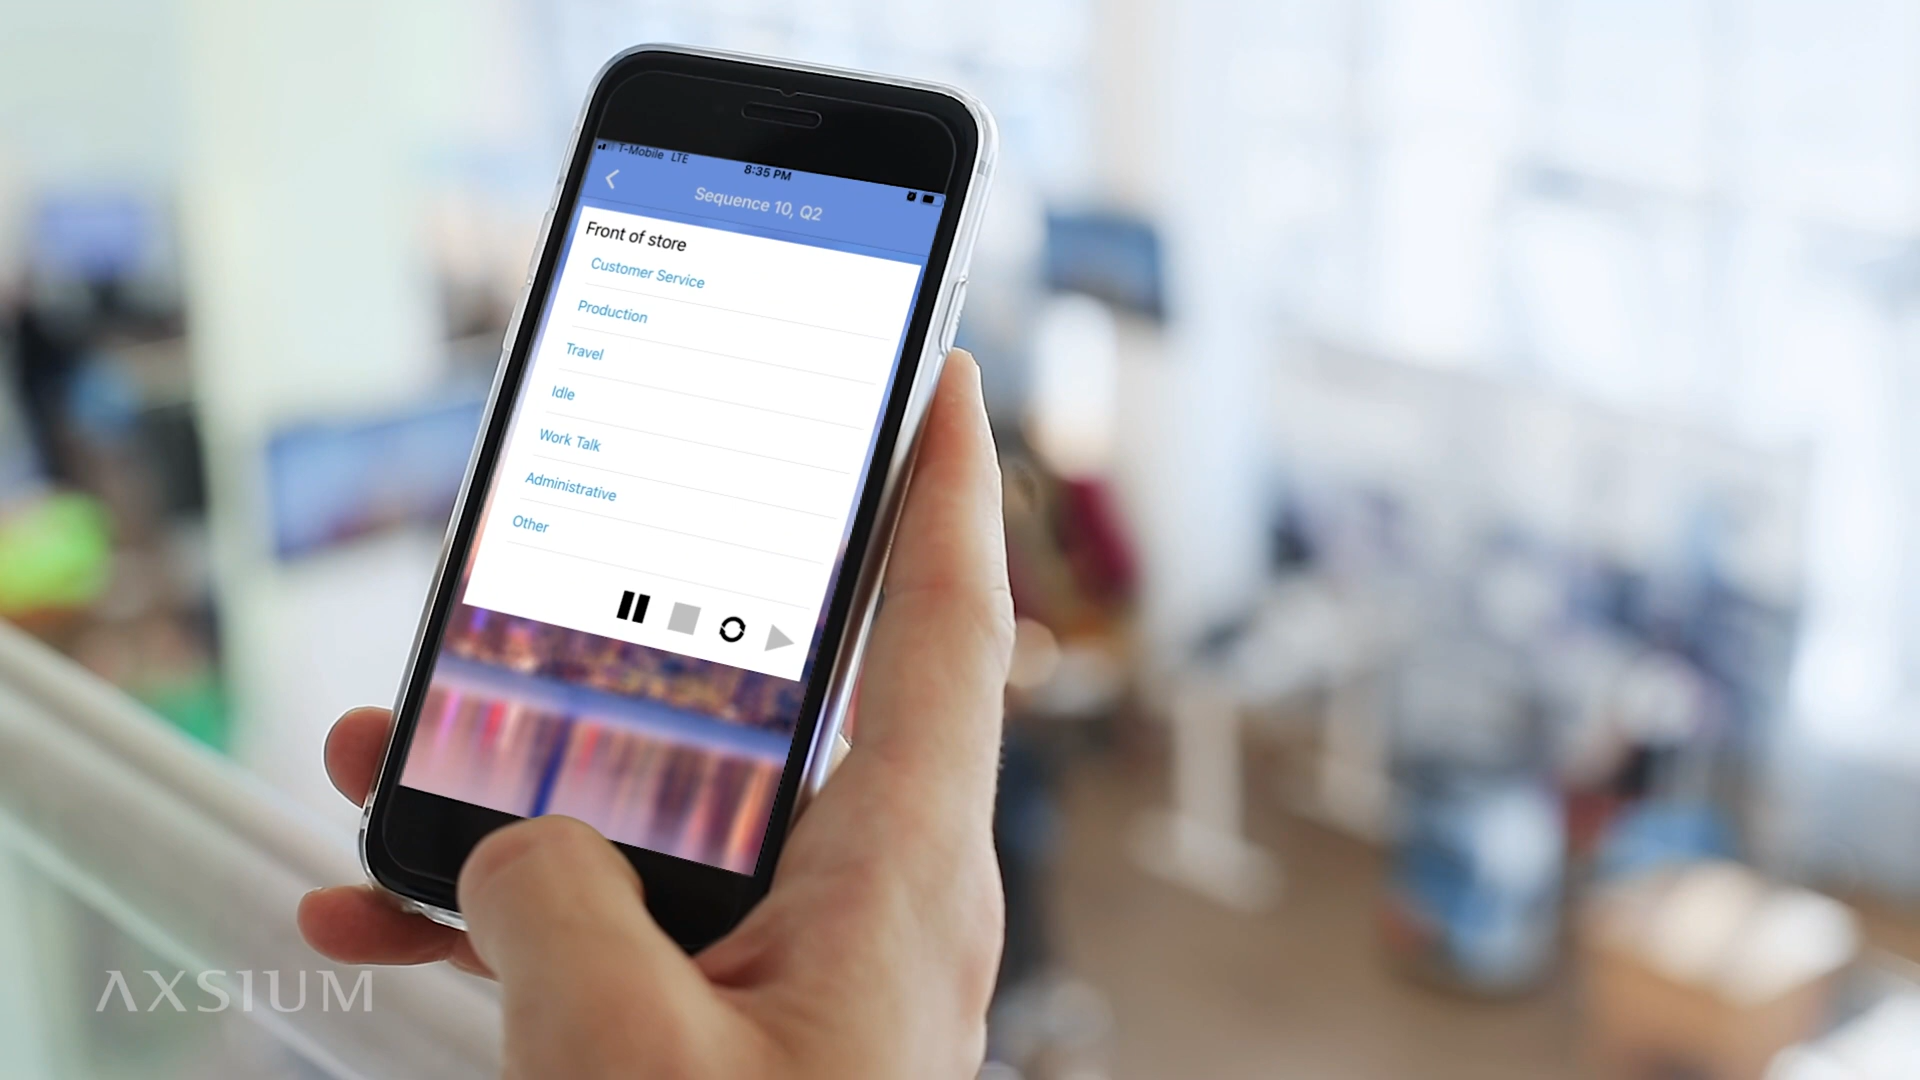 T-Mobile LTE
8:35 PM
Sequence 10, Q2
Front of store
Customer Service
Production
Travel
Idle
Work Talk
Administrative
Other
AXSIUM